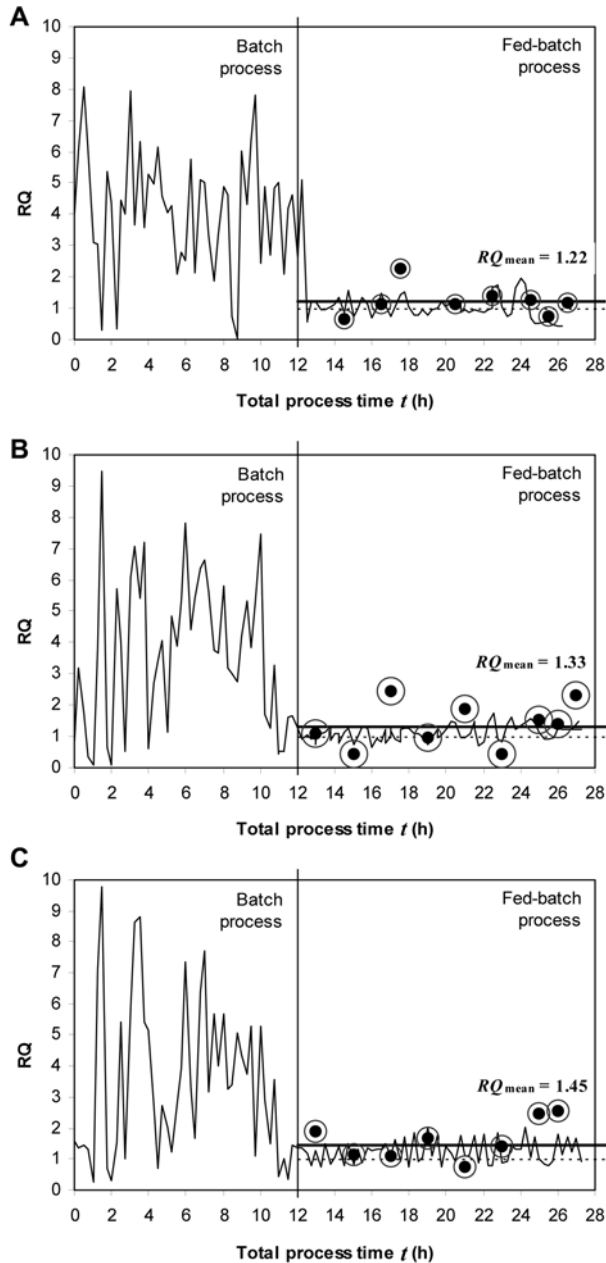 A
10
9
8
7
6
5
4
3
2
1
0
RQ
Batch
process
Fed-batch
process
RQmean = 1.22
0 2 4 6 8 10 12 14 16 18 20 22 24 26 28
Total process time t (h)
B
10
9
8
7
6
5
4
3
2
1
0
RQ
Batch
process
Fed-batch
process
RQmean = 1.33
0 2 4 6 8 10 12 14 16 18 20 22 24 26 28
Total process time t (h)
C
10
9
8
7
6
5
4
3
2
1
0
RQ
Batch
process
Fed-batch
process
RQmean = 1.45
0 2 4 6 8 10 12 14 16 18 20 22 24 26 28
Total process time t (h)